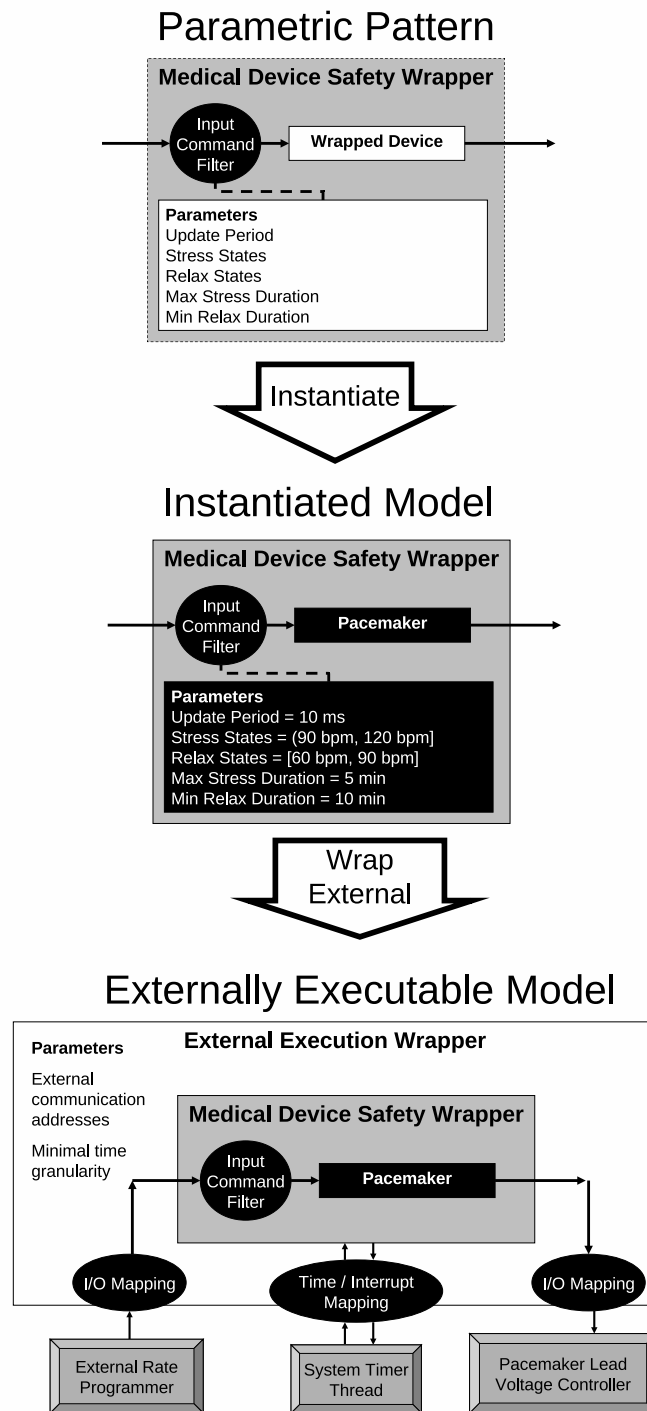 Parametric Pattern
Medical Device Safety Wrapper
Input
Command
Filter
Wrapped Device
Parameters
Update Period
Stress States
Relax States
Max Stress Duration
Min Relax Duration
Instantiate
Instantiated Model
Medical Device Safety Wrapper
Input
Command
Filter
Pacemaker
Parameters
Update Period = 10 ms
Stress States = (90 bpm, 120 bpm]
Relax States = [60 bpm, 90 bpm]
Max Stress Duration = 5 min
Min Relax Duration = 10 min
Wrap
External
Externally Executable Model
External Execution Wrapper
Parameters
External
communication
addresses
Minimal time
granularity
Medical Device Safety Wrapper
Input
Command
Filter
Pacemaker
I/O Mapping
Time / Interrupt
Mapping
I/O Mapping
External Rate
Programmer
System Timer
Thread
Pacemaker Lead
Voltage Controller